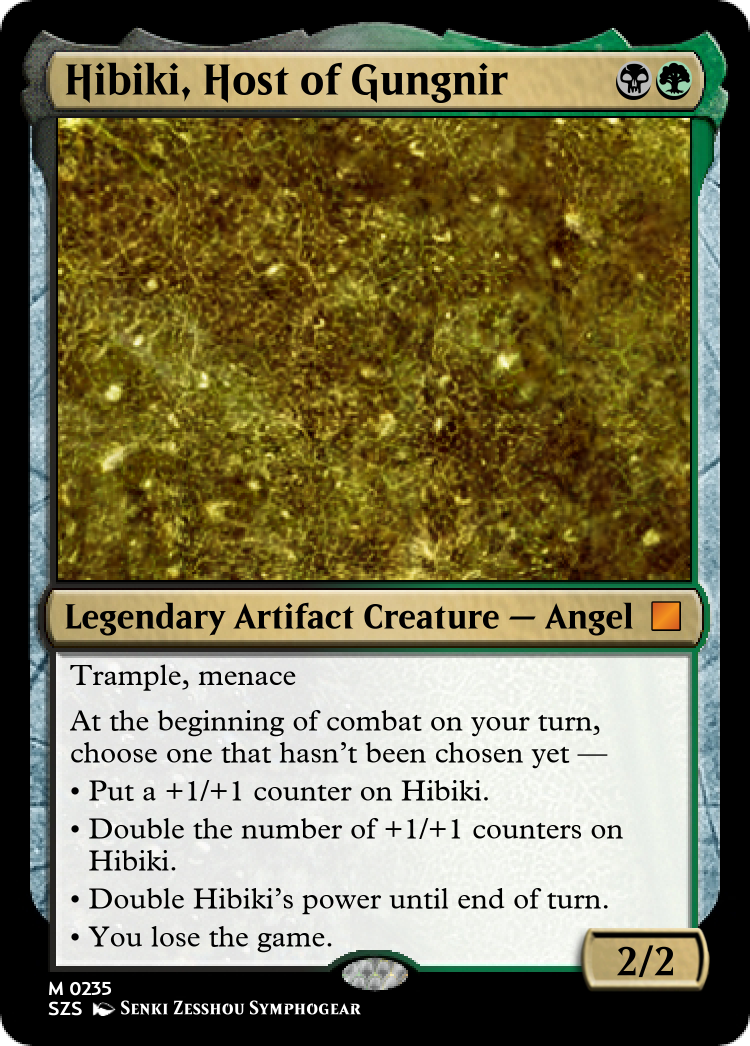 Hibiki, Host of Gungnir
Legendary Artifact Creature — Angel
Trample, menace
At the beginning of combat on your turn,
choose one that hasn't been chosen yet —
• Put a +1/+1 counter on Hibiki.
• Double the number of +1/+1 counters on
Hibiki.
• Double Hibiki's power until end of turn.
• You lose the game.
2/2
M 0235
SZS Senki Zesshou Symphogear